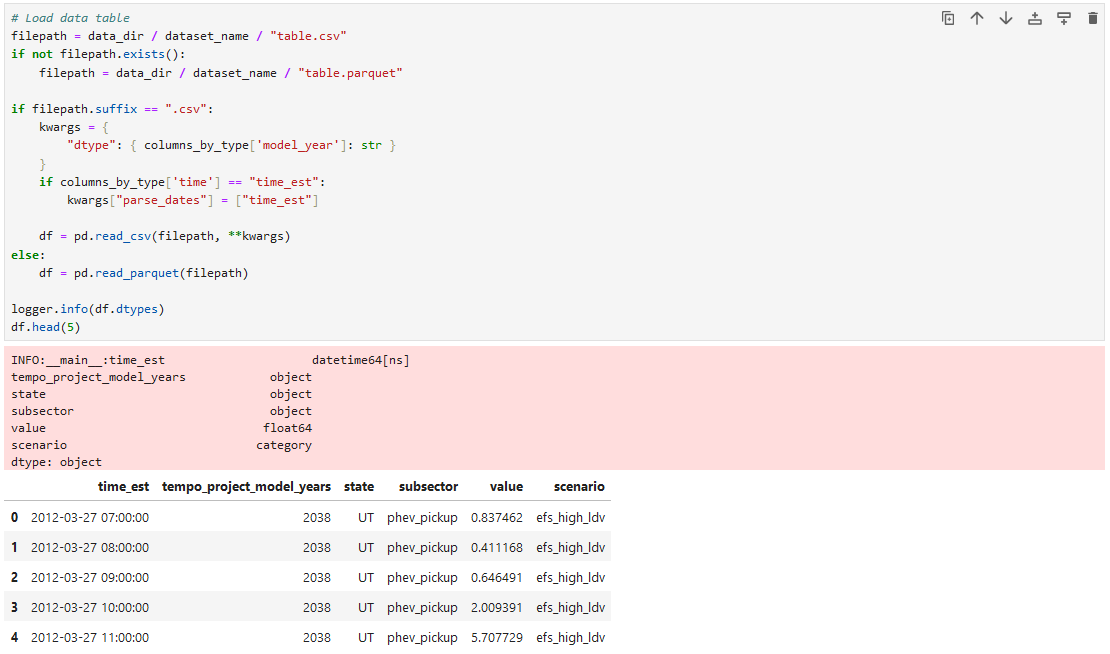 # Load data table
filepath = data_dir / dataset_name / "table.csv"
if not filepath.exists():
    filepath = data_dir / dataset_name / "table.parquet"

if filepath.suffix == ".csv":
    kwargs = {
        "dtype": { columns_by_type['model_year']: str }
    }
    if columns_by_type['time'] == "time_est":
        kwargs["parse_dates"] = ["time_est"]

    df = pd.read_csv(filepath, **kwargs)
else:
    df = pd.read_parquet(filepath)

logger.info(df.dtypes)
df.head(5)
INFO:__main__:time_est                    datetime64[ns]
tempo_project_model_years            object
state                                object
subsector                            object
value                               float64
scenario                           category
dtype: object
time_est tempo_project_model_years state subsector value scenario
0 2012-03-27 07:00:00 2038 UT phev_pickup 0.837462 efs_high_ldv
1 2012-03-27 08:00:00 2038 UT phev_pickup 0.411168 efs_high_ldv
2 2012-03-27 09:00:00 2038 UT phev_pickup 0.646491 efs_high_ldv
3 2012-03-27 10:00:00 2038 UT phev_pickup 2.009391 efs_high_ldv
4 2012-03-27 11:00:00 2038 UT phev_pickup 5.707729 efs_high_ldv